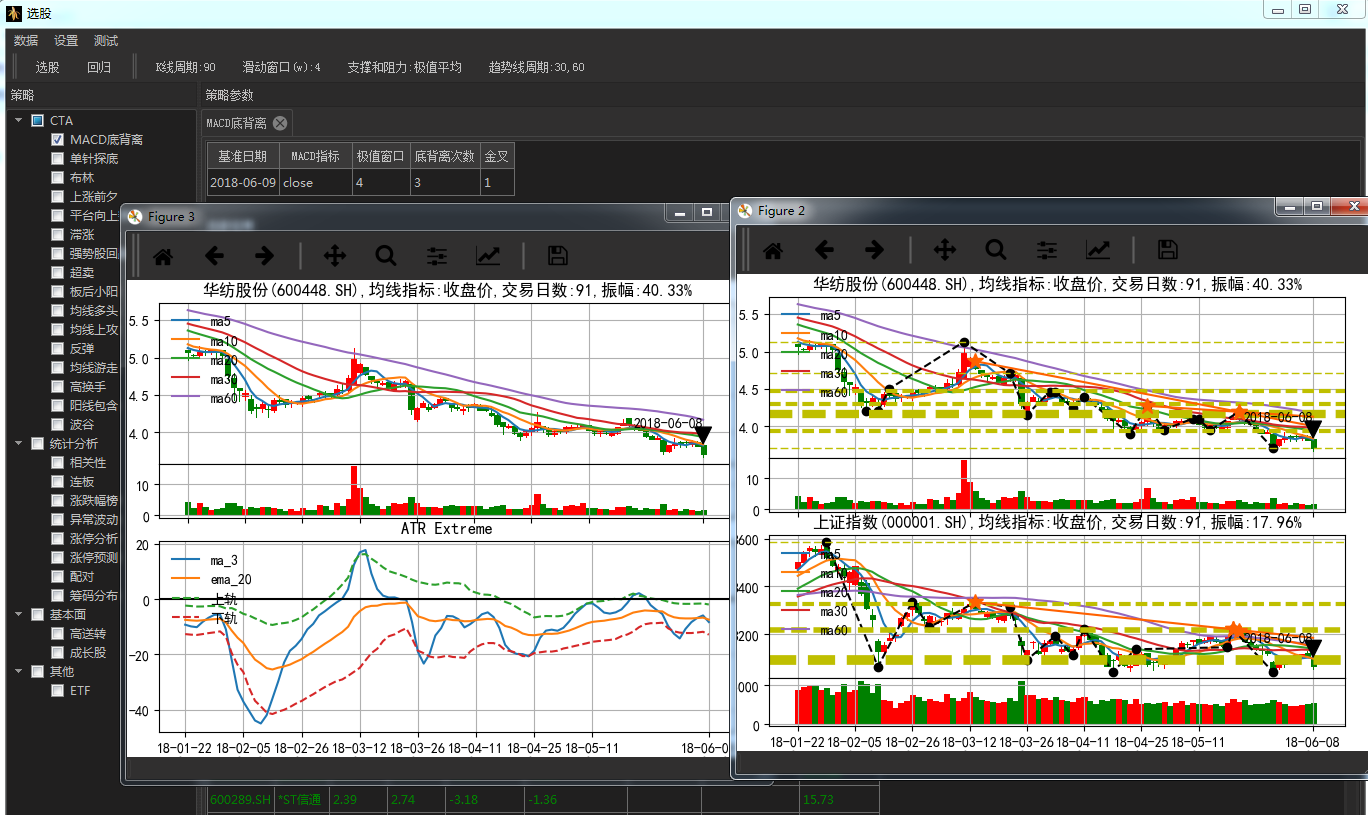 选股
数据 设置 测试
选股 回归 K线周期:90 滑动窗口(w):4 支撑和阻力:极值平均 趋势线周期:30,60
策略 策略参数
CTA
MACD底背离
单针探底
布林
上涨前夕
平台向上
滞涨
强势股回
超卖
板后小阳
均线多头
均线上攻
反弹
均线游走
高换手
阳线包含
波谷
统计分析
相关性
连板
涨跌幅榜
异常波动
涨停分析
涨停预测
配对
筹码分布
基本面
高送转
成长股
其他
ETF
MACD底背离
基准日期 MACD指标 极值窗口 底背离次数 金叉
2018-06-09 close 4 3 1
Figure 3
华纺股份(600448.SH),均线指标:收盘价,交易日数:91,振幅:40.33%
5.5
5.0
4.5
4.0
ma5
ma10
ma20
ma30
ma60
2018-06-08
10
0
ATR Extreme
20
0
-20
-40
ma_3
ema_20
上轨
下轨
18-01-22 18-02-05 18-02-26 18-03-12 18-03-26 18-04-11 18-04-25 18-05-11 18-06-0
Figure 2
华纺股份(600448.SH),均线指标:收盘价,交易日数:91,振幅:40.33%
5.5
5.0
4.5
4.0
ma5
ma10
ma20
ma30
ma60
2018-06-08
10
0
上证指数(000001.SH),均线指标:收盘价,交易日数:91,振幅:17.96%
3600
3400
3200
ma5
ma10
ma20
ma30
ma60
2018-06-08
000
0
18-01-22 18-02-05 18-02-26 18-03-12 18-03-26 18-04-11 18-04-25 18-05-11 18-06-08
600289.SH *ST信通 2.39 2.74 -3.18 -1.36 15.73